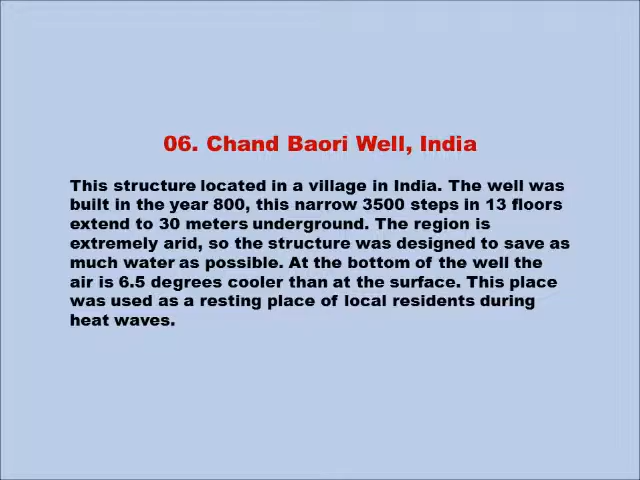 06. Chand Baori Well, India
This structure located in a village in India. The well was
built in the year 800, this narrow 3500 steps in 13 floors
extend to 30 meters underground. The region is
extremely arid, so the structure was designed to save as
much water as possible. At the bottom of the well the
air is 6.5 degrees cooler than at the surface. This place
was used as a resting place of local residents during
heat waves.